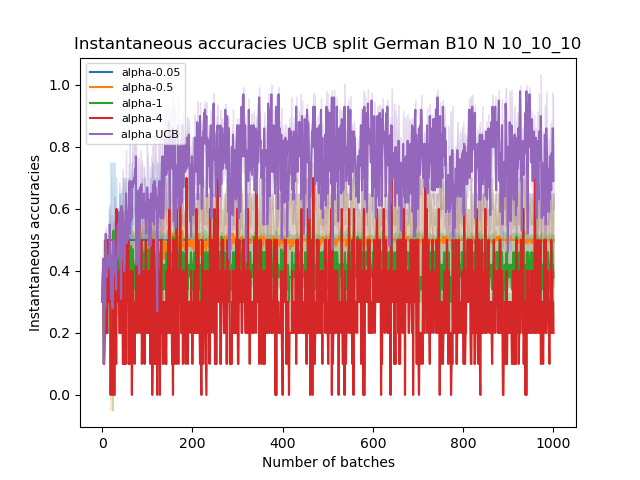 Instantaneous accuracies UCB split German B10 N 10_10_10
alpha-0.05
alpha-0.5
alpha-1
alpha-4
alpha UCB
Instantaneous accuracies
1.0
0.8
0.6
0.4
0.2
0.0
0 200 400 600 800 1000
Number of batches